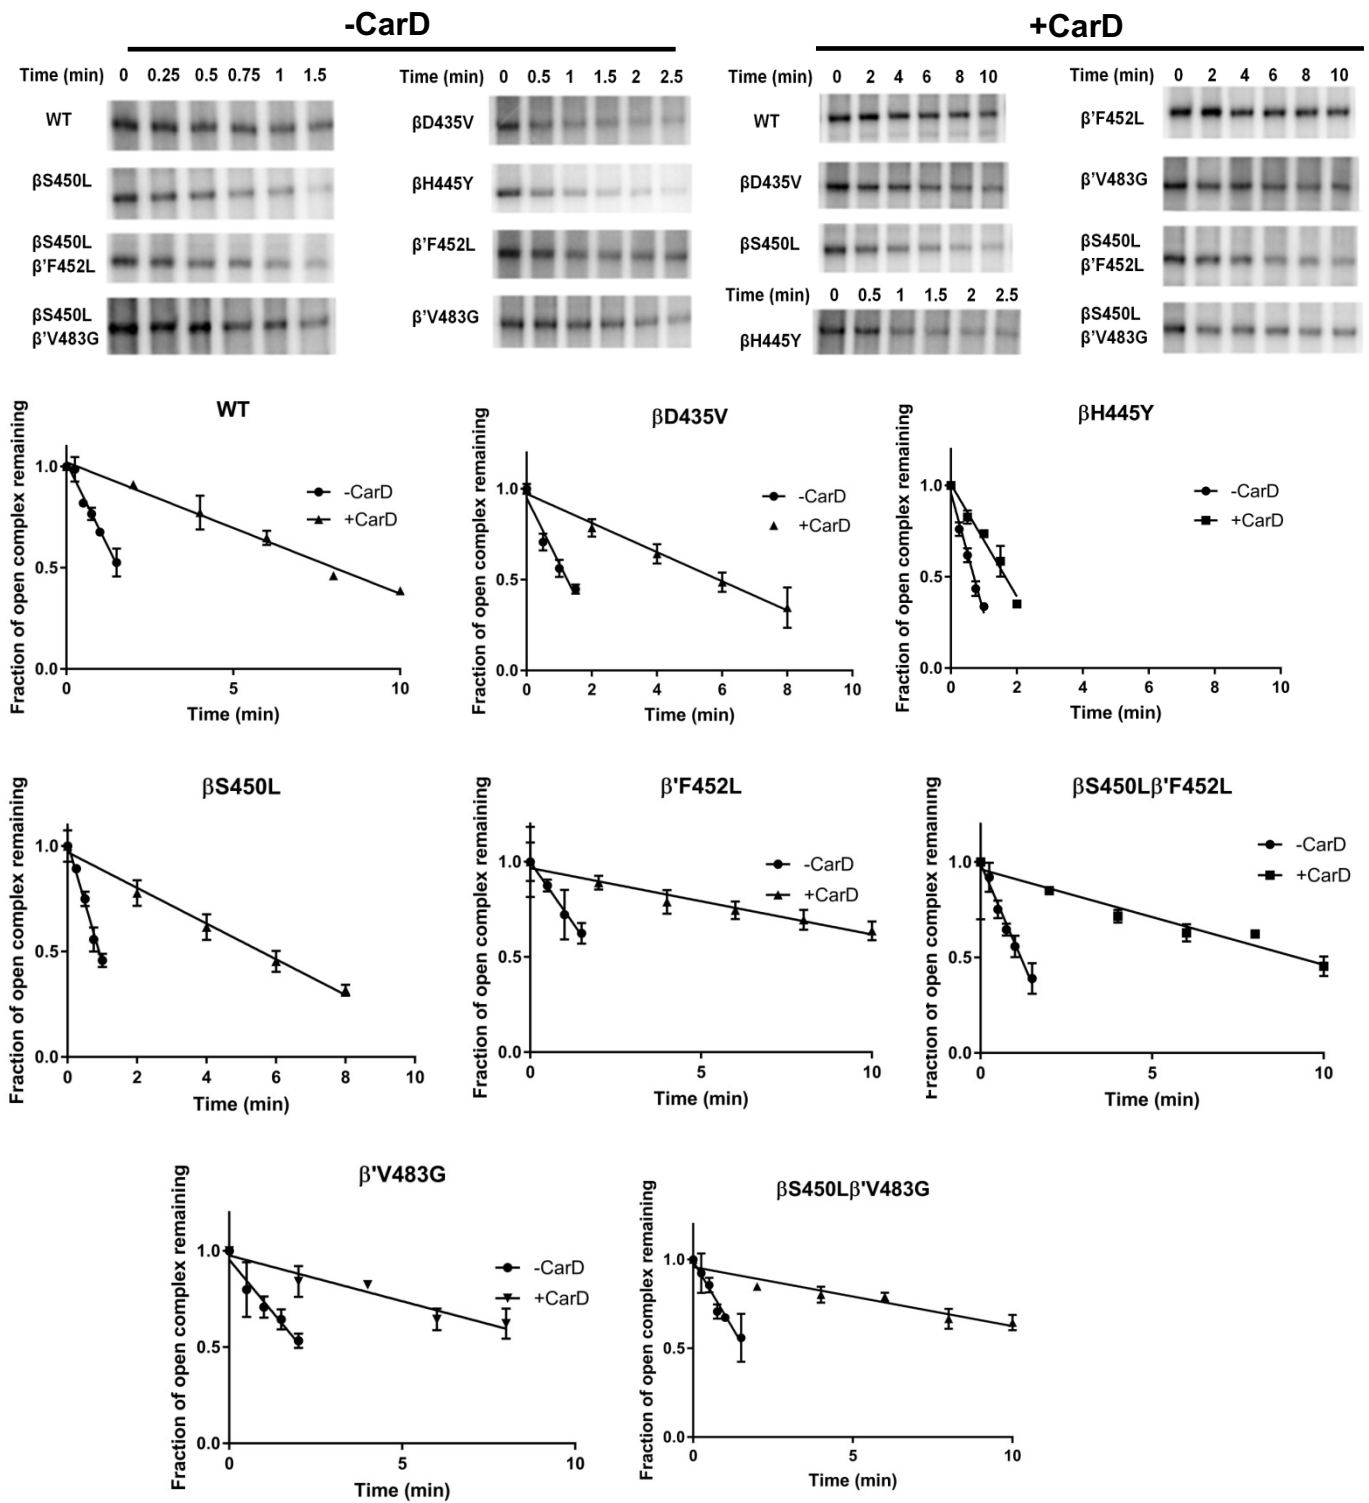 -CarD
+CarD
Time (min) 0 0.25 0.5 0.75 1 1.5
WT
βS450L
βS450L
β’F452L
βS450L
β’V483G
Time (min) 0 0.5 1 1.5 2 2.5
βD435V
βH445Y
β’F452L
β’V483G
Time (min) 0 2 4 6 8 10
WT
βD435V
βS450L
Time (min) 0 0.5 1 1.5 2 2.5
βH445Y
Time (min) 0 2 4 6 8 10
β’F452L
β’V483G
βS450L
β’F452L
βS450L
β’V483G
WT
Fraction of open complex remaining
1.0
0.5
0.0
0 5 10
Time (min)
-CarD
+CarD
βD435V
Fraction of open complex remaining
1.0
0.5
0.0
0 2 4 6 8 10
Time (min)
-CarD
+CarD
βH445Y
Fraction of open complex remaining
1.0
0.5
0.0
0 2 4 6 8 10
Time (min)
-CarD
+CarD
βS450L
Fraction of open complex remaining
1.0
0.5
0.0
0 2 4 6 8 10
Time (min)
β'F452L
Fraction of open complex remaining
1.0
0.5
0.0
0 5 10
Time (min)
-CarD
+CarD
βS450Lβ'F452L
Fraction of open complex remaining
1.0
0.5
0.0
0 5 10
Time (min)
-CarD
+CarD
β'V483G
Fraction of open complex remaining
1.0
0.5
0.0
0 5 10
Time (min)
-CarD
+CarD
βS450Lβ'V483G
Fraction of open complex remaining
1.0
0.5
0.0
0 5 10
Time (min)